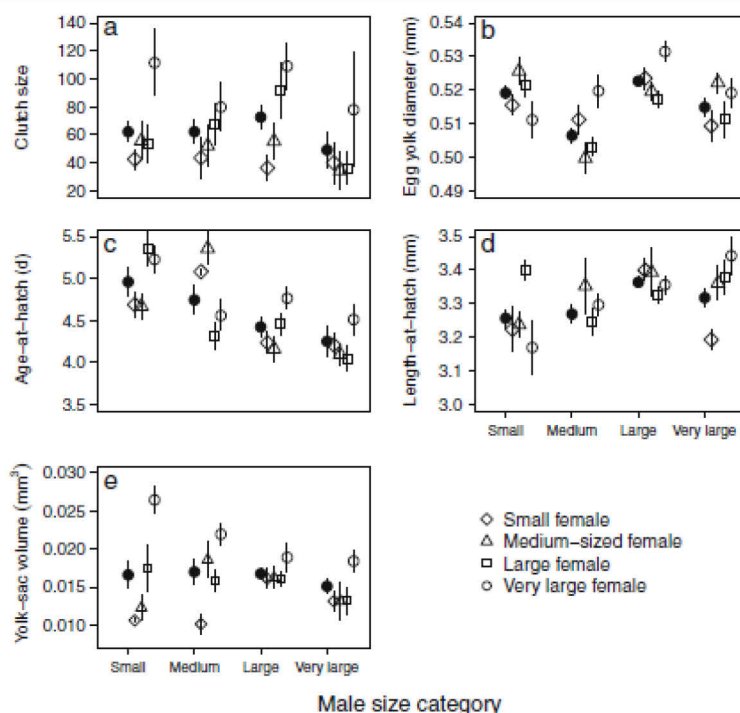 a
Clutch size
140
120
100
80
60
40
20
b
Egg yolk diameter (mm)
0.54
0.53
0.52
0.51
0.50
0.49
c
Age-at-hatch (d)
5.5
5.0
4.5
4.0
3.5
d
Length-at-hatch (mm)
3.5
3.4
3.3
3.2
3.1
3.0
Small Medium Large Very large
e
Yolk-sac volume (mm³)
0.030
0.025
0.020
0.015
0.010
Small Medium Large Very large
Small female
Medium-sized female
Large female
Very large female
Male size category